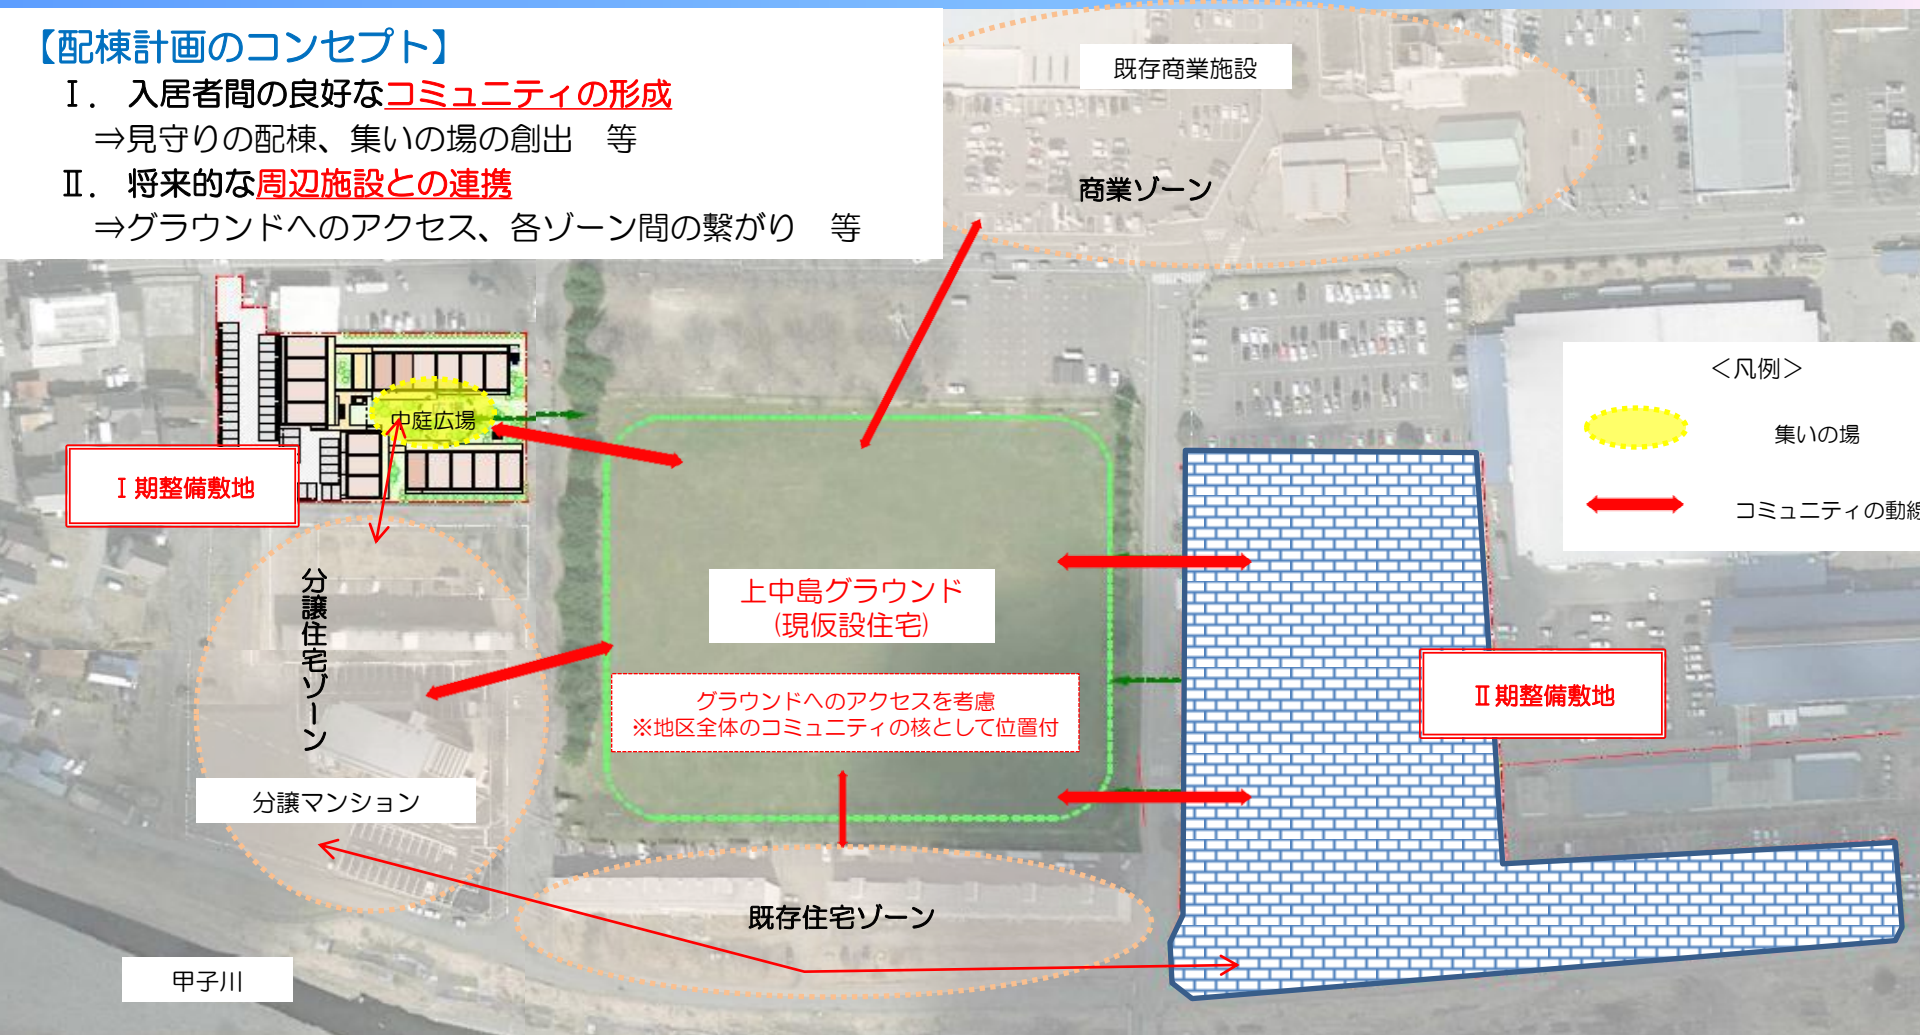 【配棟計画のコンセプト】
Ⅰ. 入居者間の良好なコミュニティの形成
⇒見守りの配棟、集いの場の創出　等
Ⅱ. 将来的な周辺施設との連携
⇒グラウンドへのアクセス、各ゾーン間の繋がり　等
既存商業施設
商業ゾーン
＜凡例＞
集いの場
コミュニティの動線
中庭広場
Ⅰ期整備敷地
分譲住宅ゾーン
上中島グラウンド
(現仮設住宅)
グラウンドへのアクセスを考慮
※地区全体のコミュニティの核として位置付
Ⅱ期整備敷地
分譲マンション
既存住宅ゾーン
甲子川